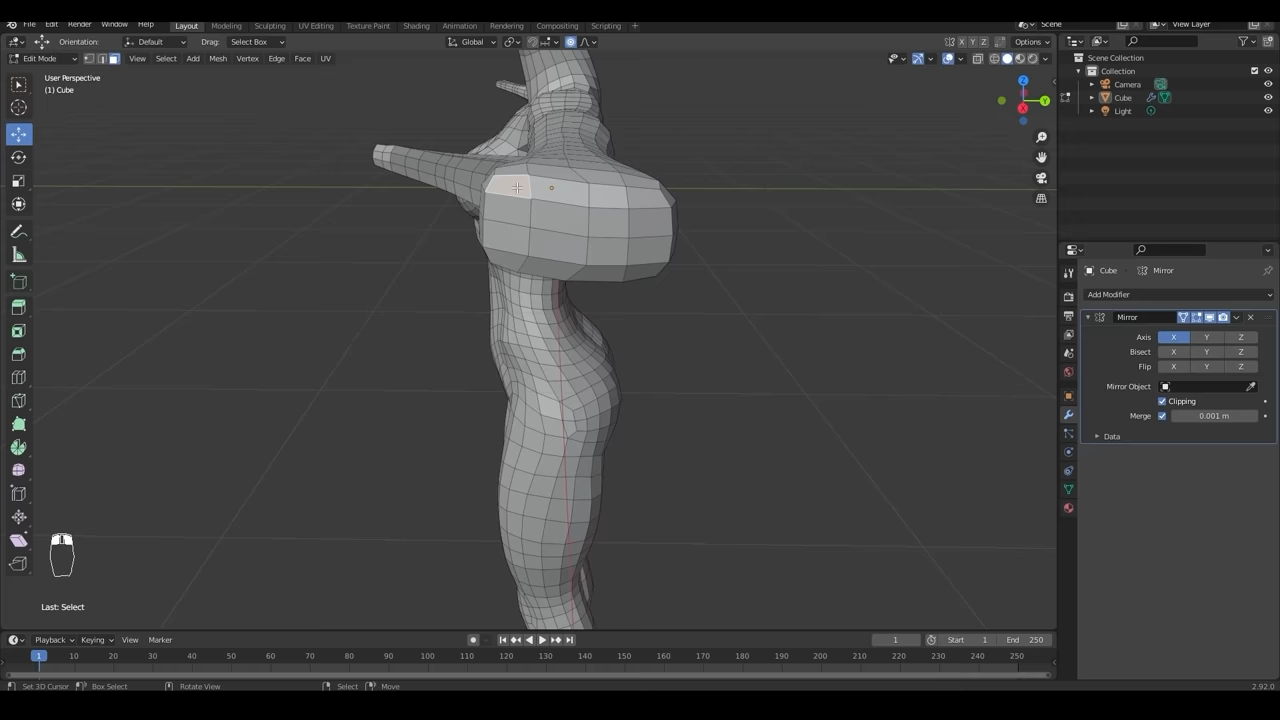 File Edit Render Window Help Layout Modeling Sculpting UV Editing Texture Paint Shading Animation Rendering Compositing Scripting + Scene View Layer
Orientation: Default Drag: Select Box Global X Y Z Options
Edit Mode View Select Add Mesh Vertex Edge Face UV
User Perspective
(1) Cube
Z
Y
X
Last: Select
Scene Collection
Collection
Camera
Cube
Light
Cube Mirror
Add Modifier
Mirror
Axis X Y Z
Bisect X Y Z
Flip X Y Z
Mirror Object
Clipping
Merge 0.001 m
Data
Playback Keying View Marker 1 Start 1 End 250
1 10 20 30 40 50 60 70 80 90 100 110 120 130 140 150 160 170 180 190 200 210 220 230 240 250
Set 3D Cursor Box Select Rotate View Select Move 2.92.0